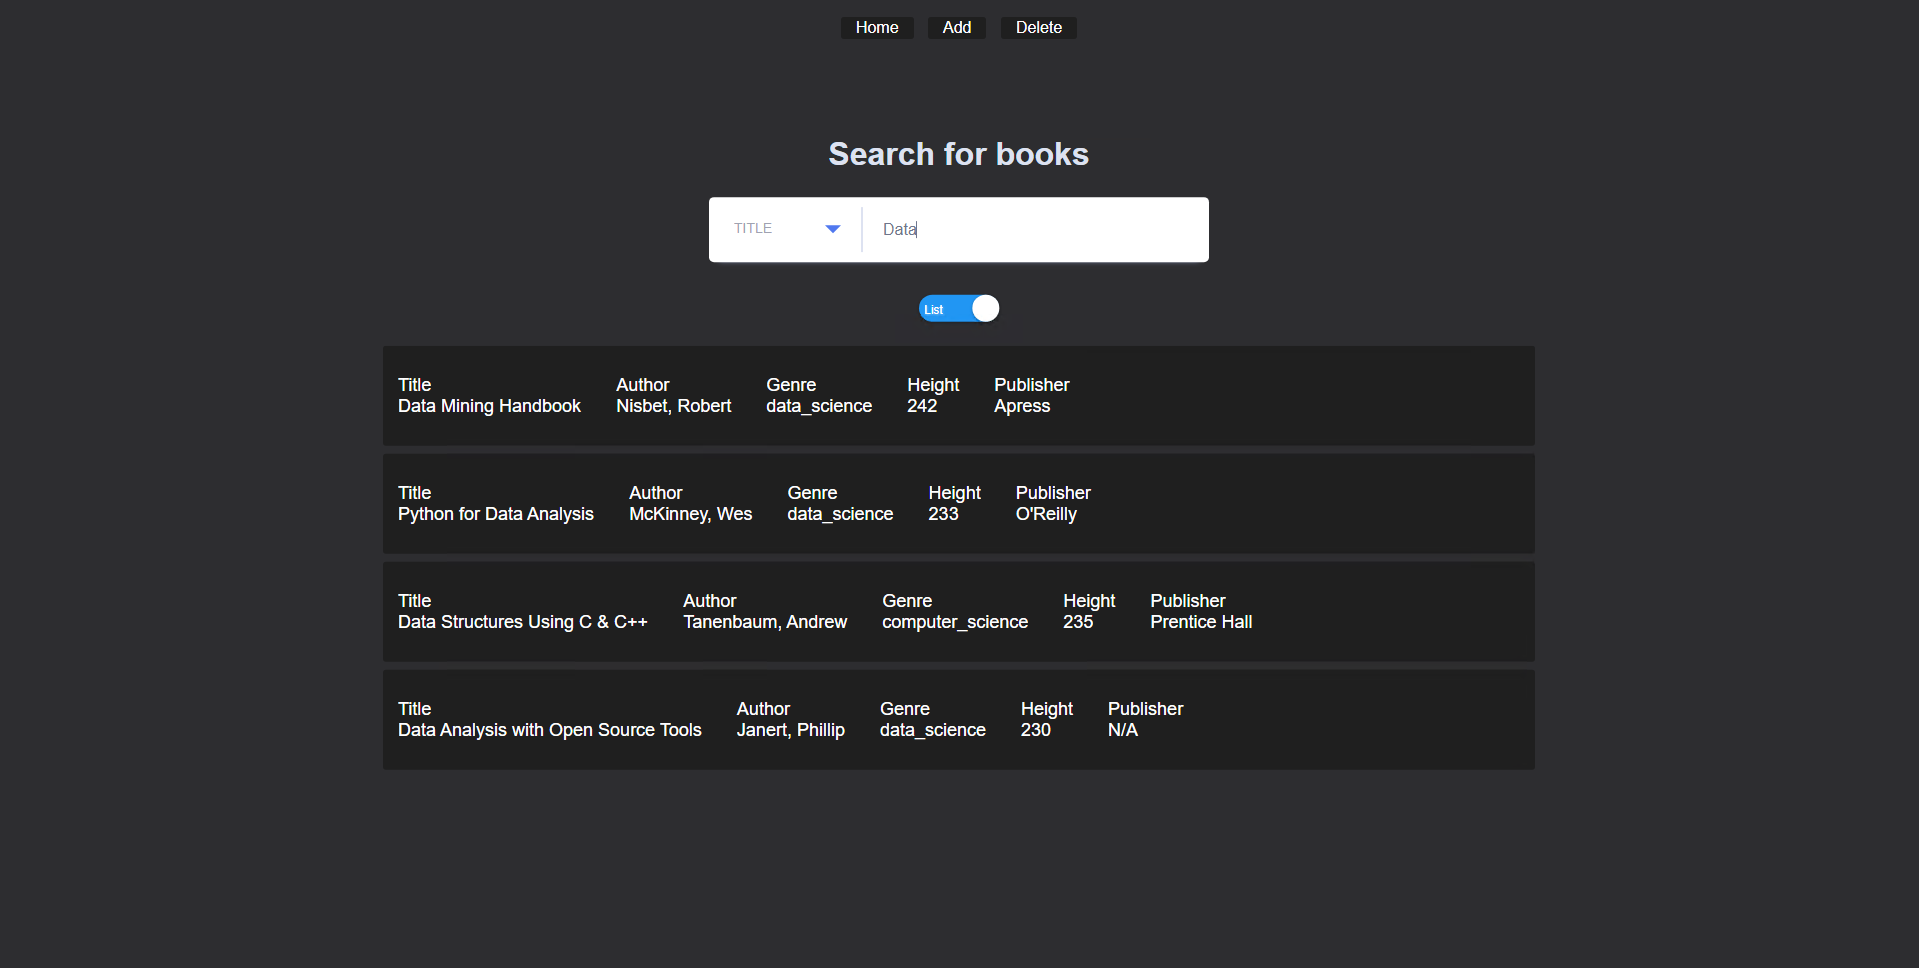 Home Add Delete
Search for books
TITLE Data
List
Title Author Genre Height Publisher
Data Mining Handbook Nisbet, Robert data_science 242 Apress
Title Author Genre Height Publisher
Python for Data Analysis McKinney, Wes data_science 233 O'Reilly
Title Author Genre Height Publisher
Data Structures Using C & C++ Tanenbaum, Andrew computer_science 235 Prentice Hall
Title Author Genre Height Publisher
Data Analysis with Open Source Tools Janert, Phillip data_science 230 N/A